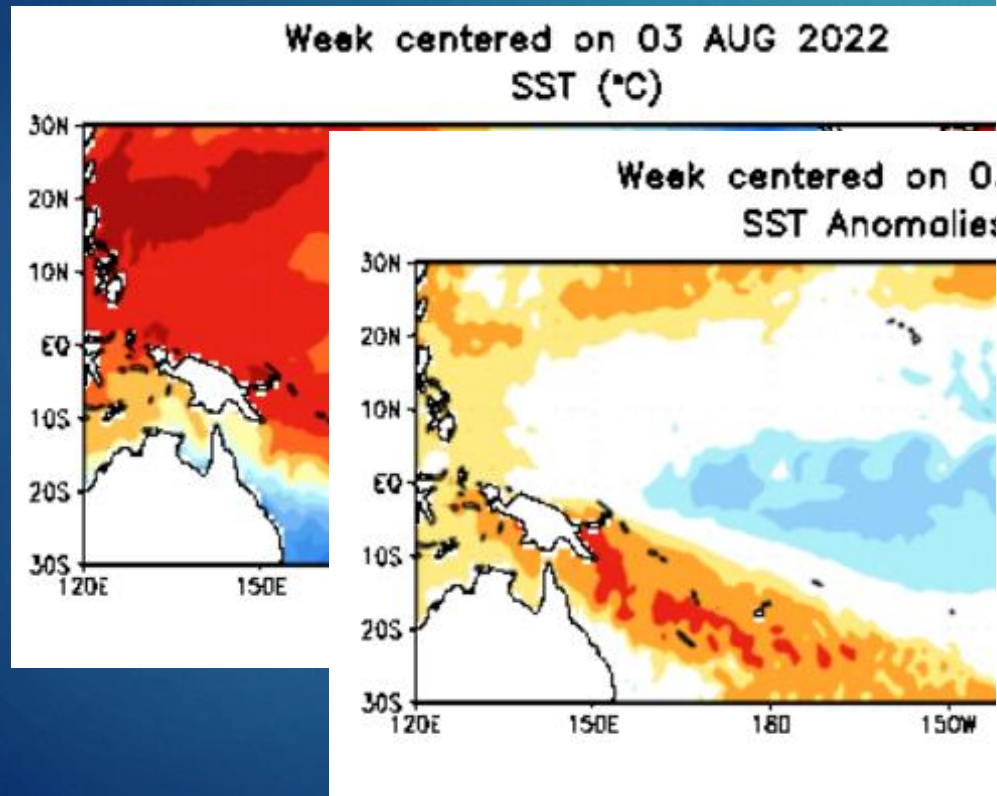 Week centered on 03 AUG 2022
SST (°C)
30N
20N
10N
EQ
10S
20S
30S
120E 150E
Week centered on 0
SST Anomalies
30N
20N
10N
EQ
10S
20S
30S
120E 150E 180 150W